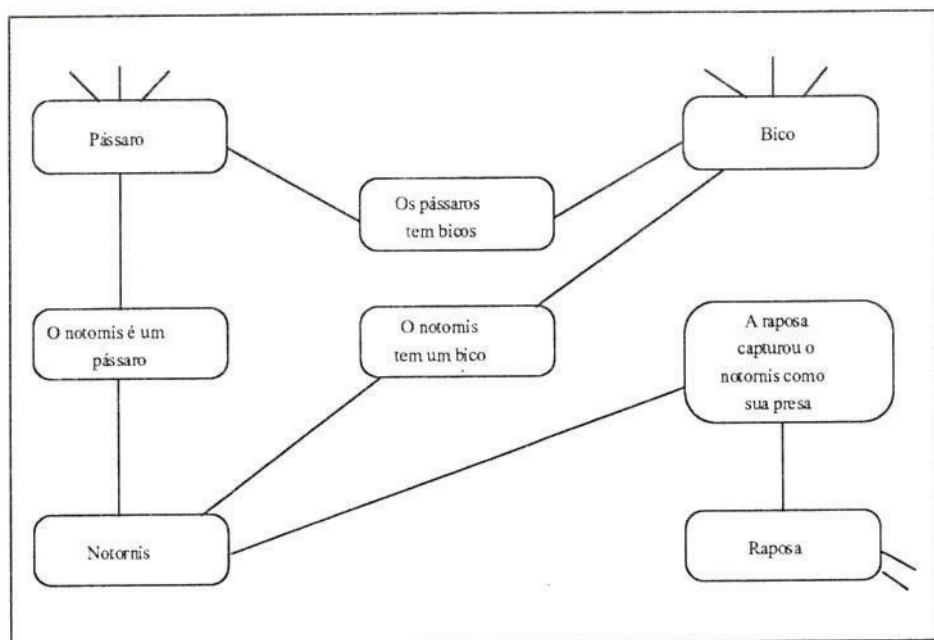 Pássaro
Bico
Os pássaros
tem bicos
O notornis é um
pássaro
O notornis
tem um bico
A raposa
capturou o
notornis como
sua presa
Notornis
Raposa